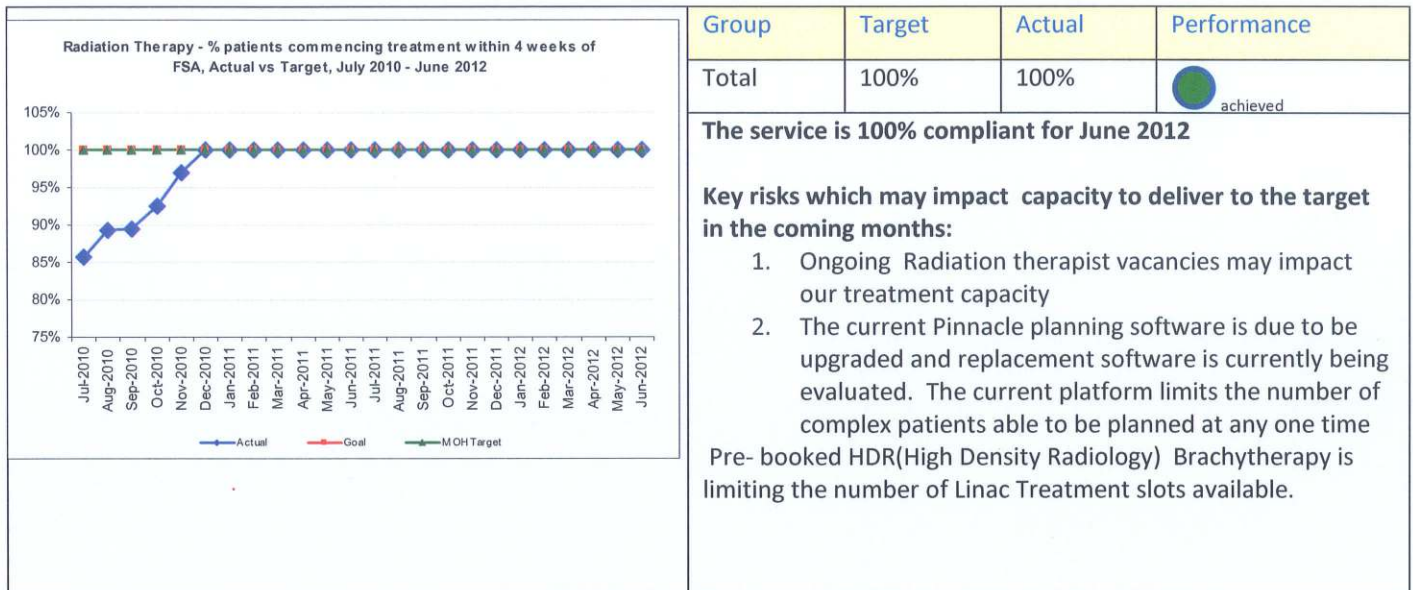 Radiation Therapy - % patients commencing treatment within 4 weeks of
FSA, Actual vs Target, July 2010 - June 2012
105%
100%
95%
90%
85%
80%
75%
Jul-2010
Aug-2010
Sep-2010
Oct-2010
Nov-2010
Dec-2010
Jan-2011
Feb-2011
Mar-2011
Apr-2011
May-2011
Jun-2011
Jul-2011
Aug-2011
Sep-2011
Oct-2011
Nov-2011
Dec-2011
Jan-2012
Feb-2012
Mar-2012
Apr-2012
May-2012
Jun-2012
Actual Goal MOH Target
Group Target Actual Performance
Total 100% 100% achieved
The service is 100% compliant for June 2012
Key risks which may impact capacity to deliver to the target
in the coming months:
1. Ongoing Radiation therapist vacancies may impact
our treatment capacity
2. The current Pinnacle planning software is due to be
upgraded and replacement software is currently being
evaluated. The current platform limits the number of
complex patients able to be planned at any one time
Pre- booked HDR(High Density Radiology) Brachytherapy is
limiting the number of Linac Treatment slots available.